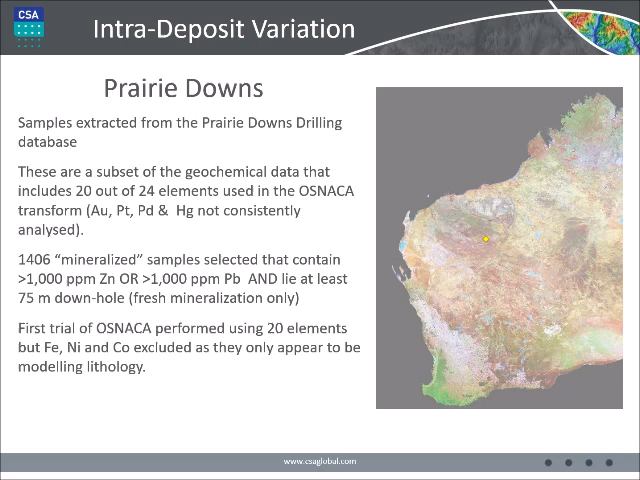 CSA
Intra-Deposit Variation
Prairie Downs
Samples extracted from the Prairie Downs Drilling
database
These are a subset of the geochemical data that
includes 20 out of 24 elements used in the OSNACA
transform (Au, Pt, Pd &  Hg not consistently
analysed).
1406 “mineralized” samples selected that contain
>1,000 ppm Zn OR >1,000 ppm Pb  AND lie at least
75 m down-hole (fresh mineralization only)
First trial of OSNACA performed using 20 elements
but Fe, Ni and Co excluded as they only appear to be
modelling lithology.
www.csaglobal.com